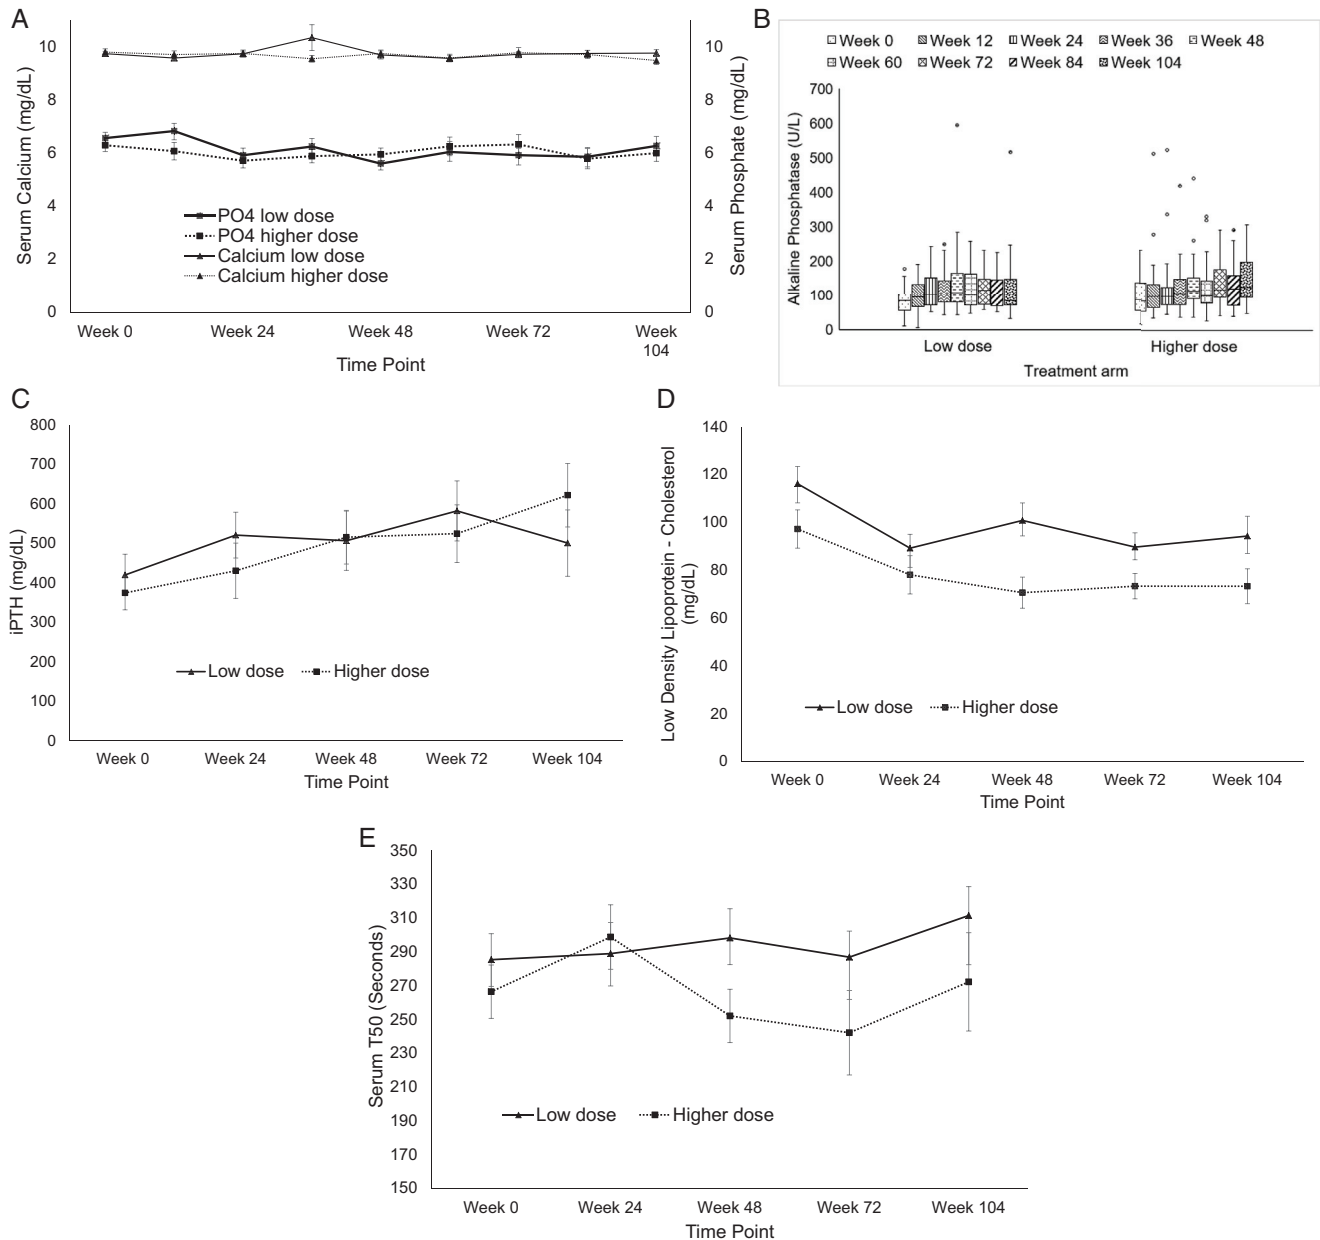 A
Serum Calcium (mg/dL)
10
8
6
4
2
0
10
8
6
4
2
0
Serum Phosphate (mg/dL)
PO4 low dose
PO4 higher dose
Calcium low dose
Calcium higher dose
Week 0 Week 24 Week 48 Week 72 Week
104
Time Point
B
Week 0 Week 12 Week 24 Week 36 Week 48
Week 60 Week 72 Week 84 Week 104
Alkaline Phosphatase (U/L)
700
600
500
400
300
200
100
0
Low dose Higher dose
Treatment arm
C
iPTH (mg/dL)
800
700
600
500
400
300
200
100
0
Low dose Higher dose
Week 0 Week 24 Week 48 Week 72 Week 104
Time Point
D
Low Density Lipoprotein - Cholesterol
(mg/dL)
140
120
100
80
60
40
20
0
Low dose Higher dose
Week 0 Week 24 Week 48 Week 72 Week 104
Time Point
E
Serum T50 (Seconds)
350
330
310
290
270
250
230
210
190
170
150
Low dose Higher dose
Week 0 Week 24 Week 48 Week 72 Week 104
Time Point